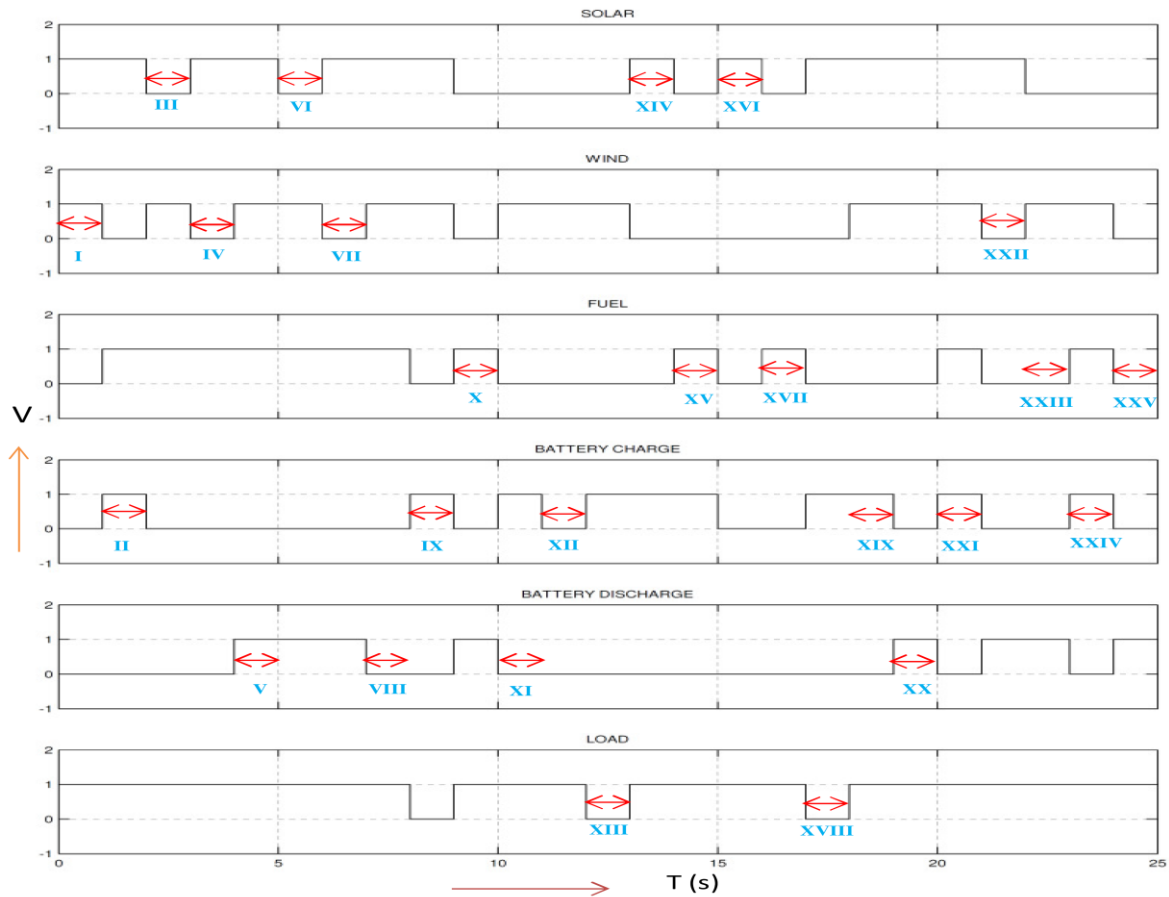 SOLAR
2
1
0
-1
III
VI
XIV
XVI
WIND
2
1
0
-1
I
IV
VII
XXII
FUEL
2
1
0
-1
X
XV
XVII
XXIII
XXV
V
BATTERY CHARGE
2
1
0
-1
II
IX
XII
XIX
XXI
XXIV
BATTERY DISCHARGE
2
1
0
-1
V
VIII
XI
XX
LOAD
2
1
0
-1
XIII
XVIII
0 5 10 15 20 25
T (s)